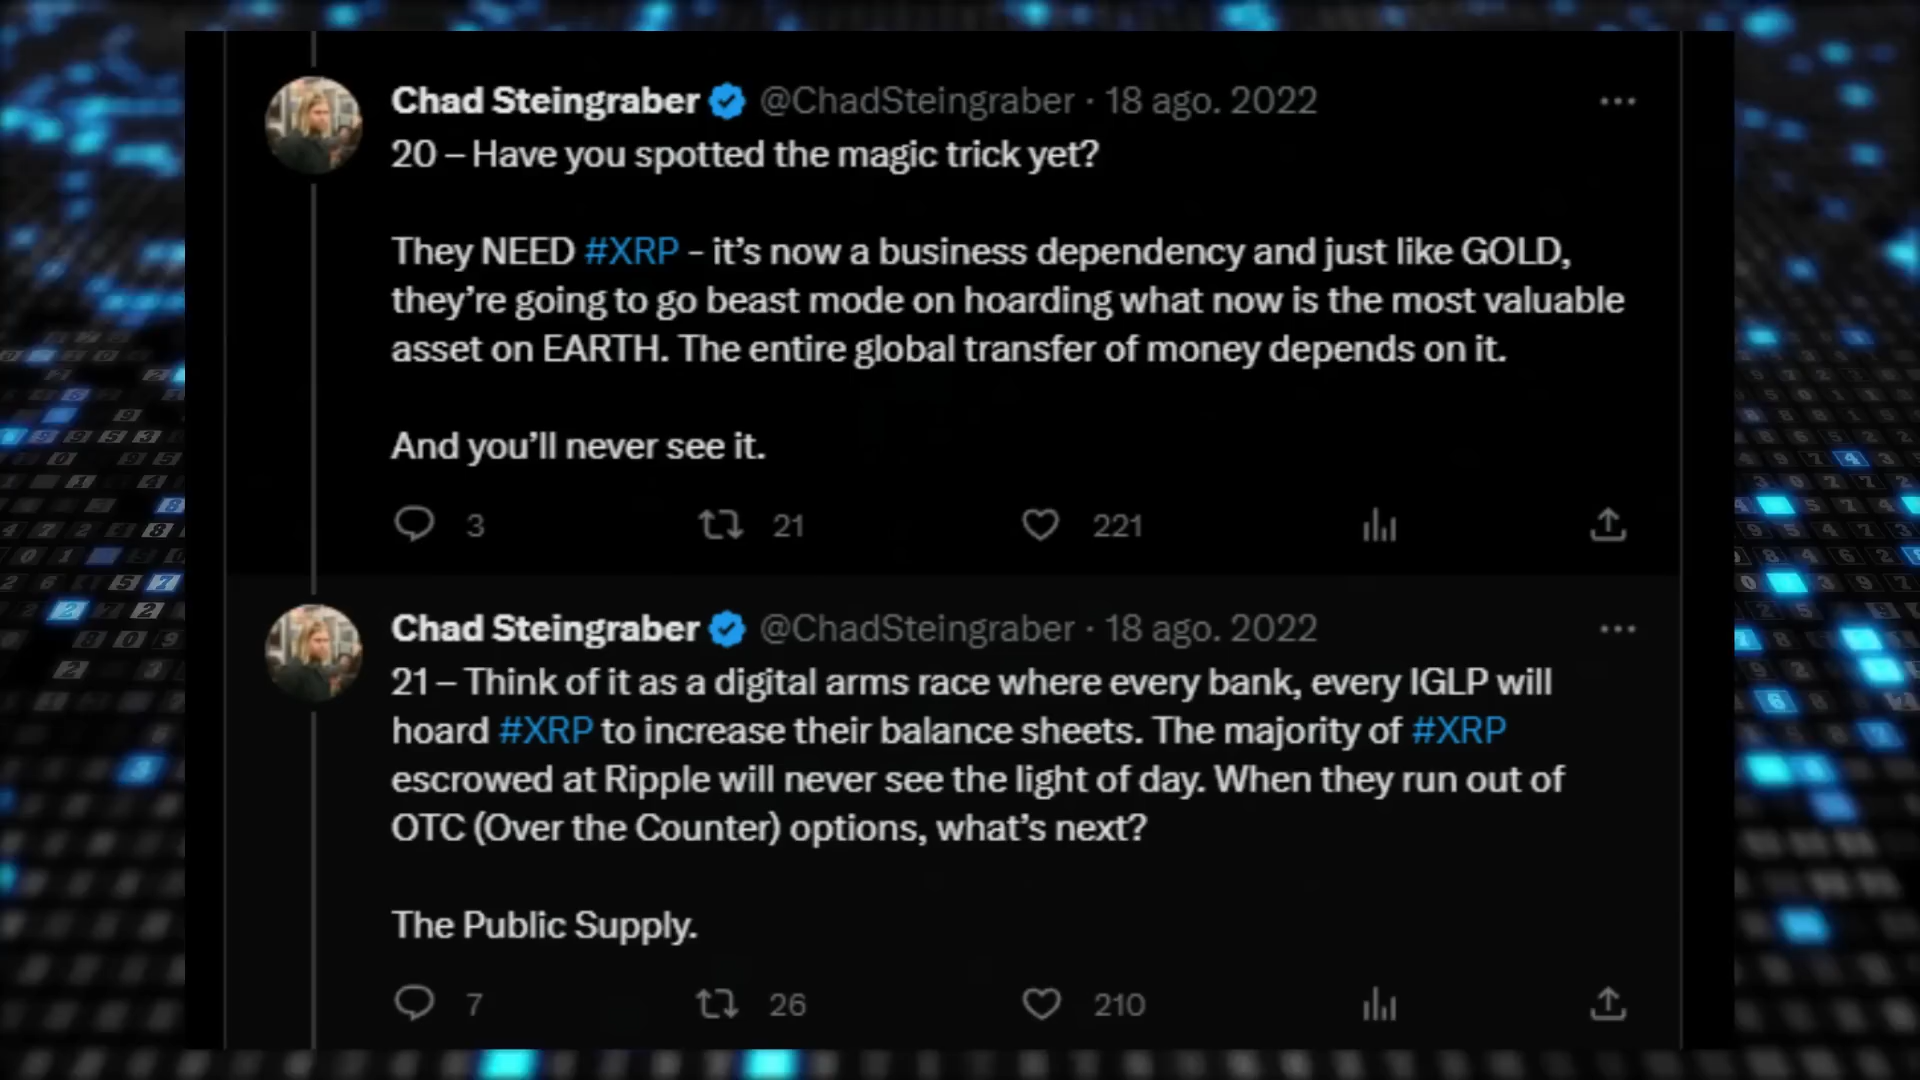 Chad Steingraber @ChadSteingraber · 18 ago. 2022
20 – Have you spotted the magic trick yet?
They NEED #XRP - it's now a business dependency and just like GOLD,
they're going to go beast mode on hoarding what now is the most valuable
asset on EARTH. The entire global transfer of money depends on it.
And you'll never see it.
3 21 221
Chad Steingraber @ChadSteingraber · 18 ago. 2022
21 – Think of it as a digital arms race where every bank, every IGLP will
hoard #XRP to increase their balance sheets. The majority of #XRP
escrowed at Ripple will never see the light of day. When they run out of
OTC (Over the Counter) options, what's next?
The Public Supply.
7 26 210